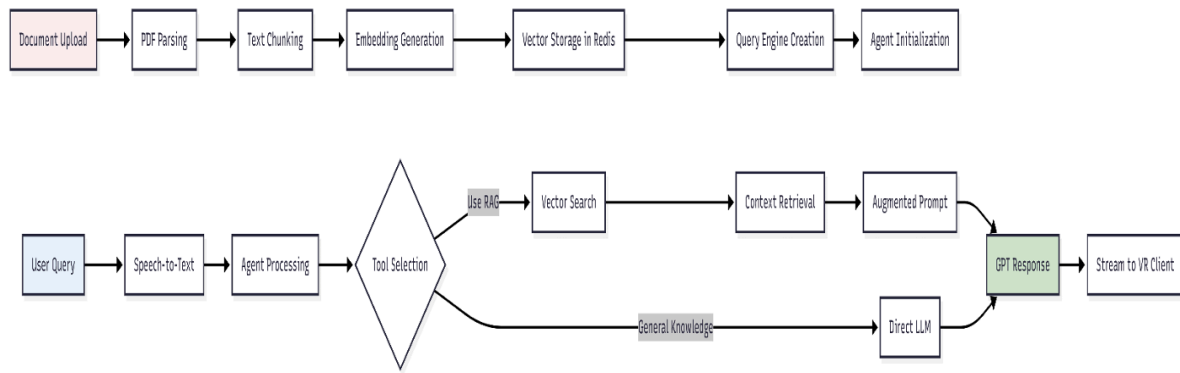 Document Upload
PDF Parsing
Text Chunking
Embedding Generation
Vector Storage in Redis
Query Engine Creation
Agent Initialization
Use RAG
Vector Search
Context Retrieval
Augmented Prompt
User Query
Speech-to-Text
Agent Processing
Tool Selection
GPT Response
Stream to VR Client
General Knowledge
Direct LLM